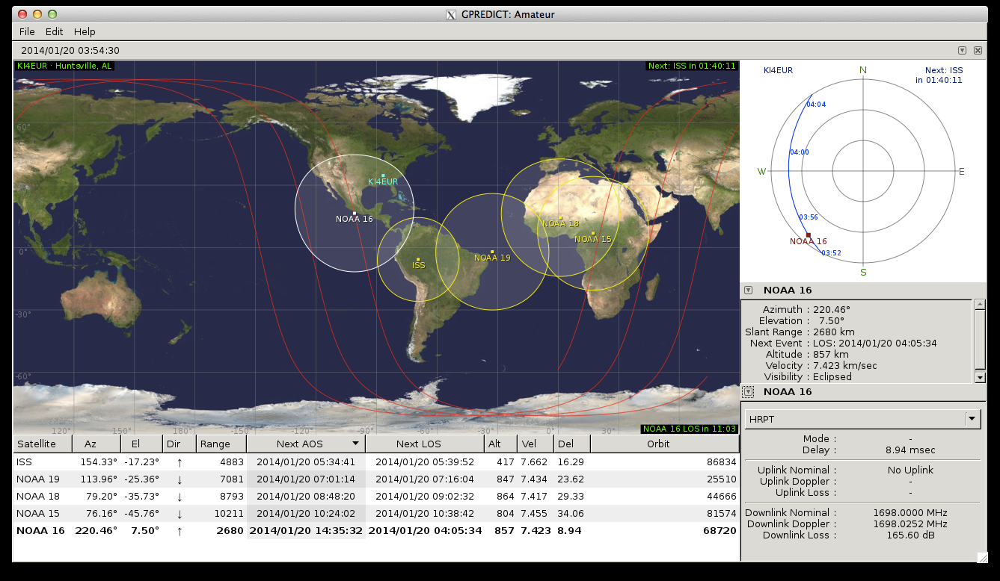 GPREDICT: Amateur
File Edit Help
2014/01/20 03:54:30
KI4EUR · Huntsville, AL
Next: ISS in 01:40:11
60°
0°
-30°
-60°
KI4EUR
NOAA 16
ISS
NOAA 19
NOAA 18
NOAA 15
120° 150° 180° -150° -120° -90° -60° -30° 0° 30°
NOAA 16 LOS in 11:03
KI4EUR
Next: ISS
in 01:40:11
N
W
E
S
04:04
04:00
03:56
NOAA 16
03:52
NOAA 16
Azimuth : 220.46°
Elevation : 7.50°
Slant Range : 2680 km
Next Event : LOS: 2014/01/20 04:05:34
Altitude : 857 km
Velocity : 7.423 km/sec
Visibility : Eclipsed
NOAA 16
HRPT
Mode : -
Delay : 8.94 msec
Uplink Nominal : No Uplink
Uplink Doppler : -
Uplink Loss : -
Downlink Nominal : 1698.0000 MHz
Downlink Doppler : 1698.0252 MHz
Downlink Loss : 165.60 dB
Satellite Az El Dir Range Next AOS Next LOS Alt Vel Del Orbit
ISS 154.33° -17.23° ↑ 4883 2014/01/20 05:34:41 2014/01/20 05:39:52 417 7.662 16.29 86834
NOAA 19 113.96° -25.36° ↓ 7081 2014/01/20 07:01:14 2014/01/20 07:16:04 847 7.434 23.62 25510
NOAA 18 79.20° -35.73° ↓ 8793 2014/01/20 08:48:20 2014/01/20 09:02:32 864 7.417 29.33 44666
NOAA 15 76.16° -45.76° ↓ 10211 2014/01/20 10:24:02 2014/01/20 10:38:42 804 7.455 34.06 81574
NOAA 16 220.46° 7.50° ↑ 2680 2014/01/20 14:35:32 2014/01/20 04:05:34 857 7.423 8.94 68720